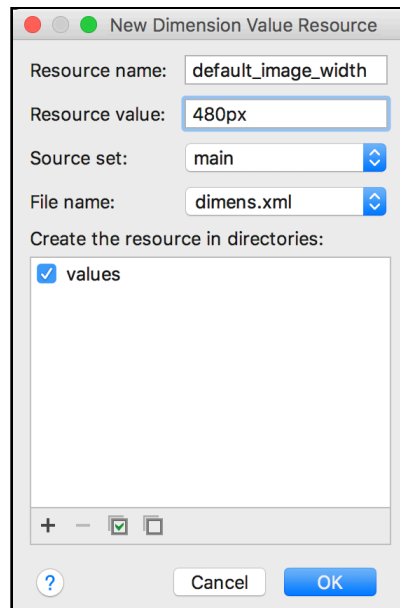 New Dimension Value Resource
Resource name: default_image_width
Resource value: 480px
Source set: main
File name: dimens.xml
Create the resource in directories:
values
? Cancel OK